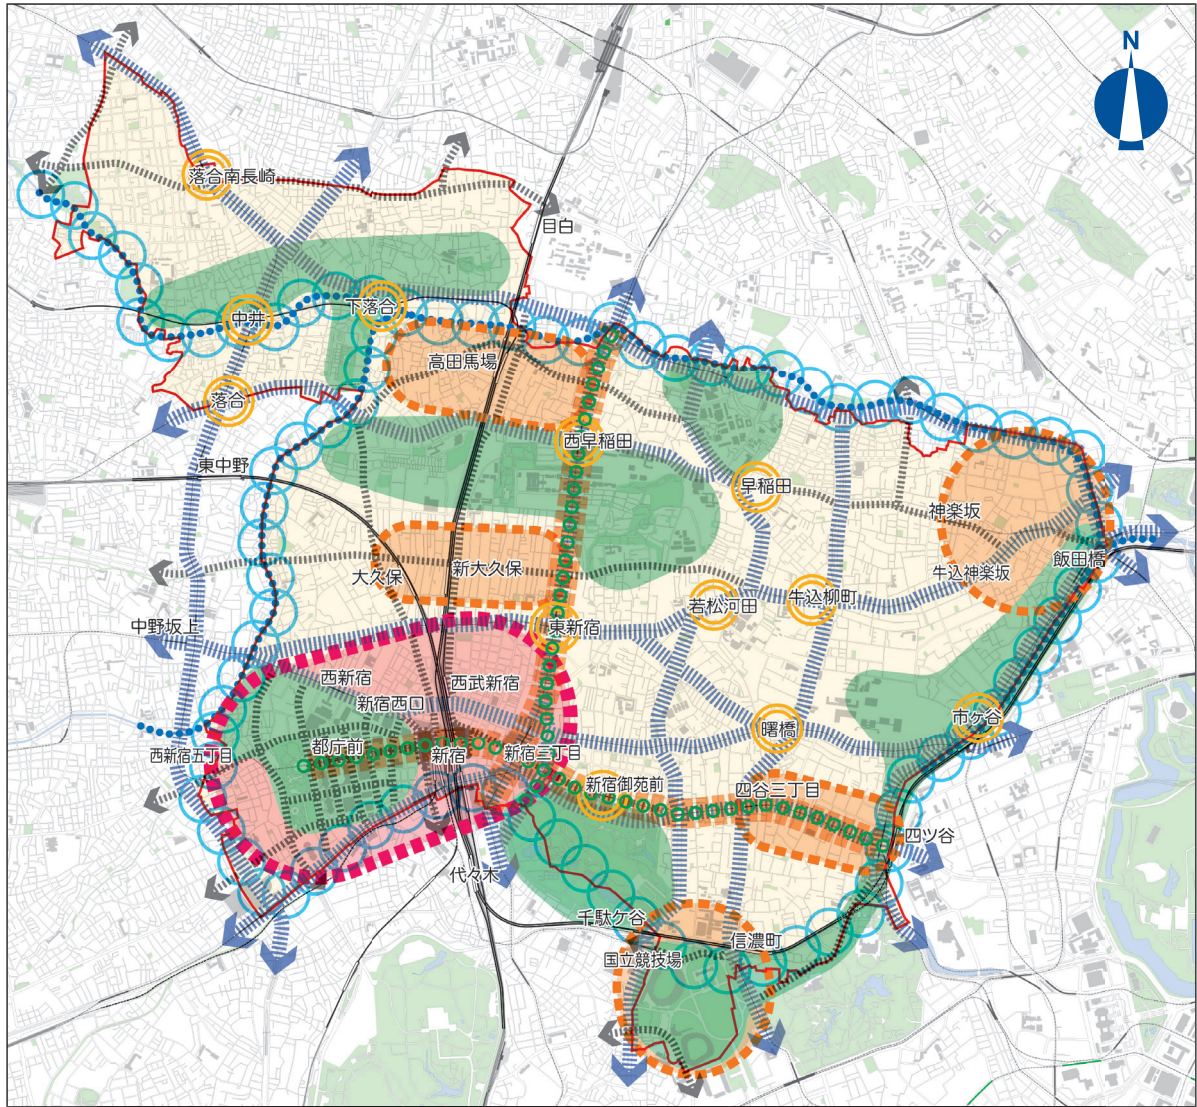 N
落合南長崎
目白
下落合
中井
高田馬場
落合
西早稲田
東中野
早稲田
神楽坂
飯田橋
新大久保
大久保
牛込神楽坂
若松河田
牛込柳町
中野坂上
東新宿
西新宿
西武新宿
新宿西口
市ケ谷
曙橋
都庁前
新宿
新宿三丁目
西新宿五丁目
新宿御苑前
四谷三丁目
四ツ谷
代々木
千駄ケ谷
信濃町
国立競技場